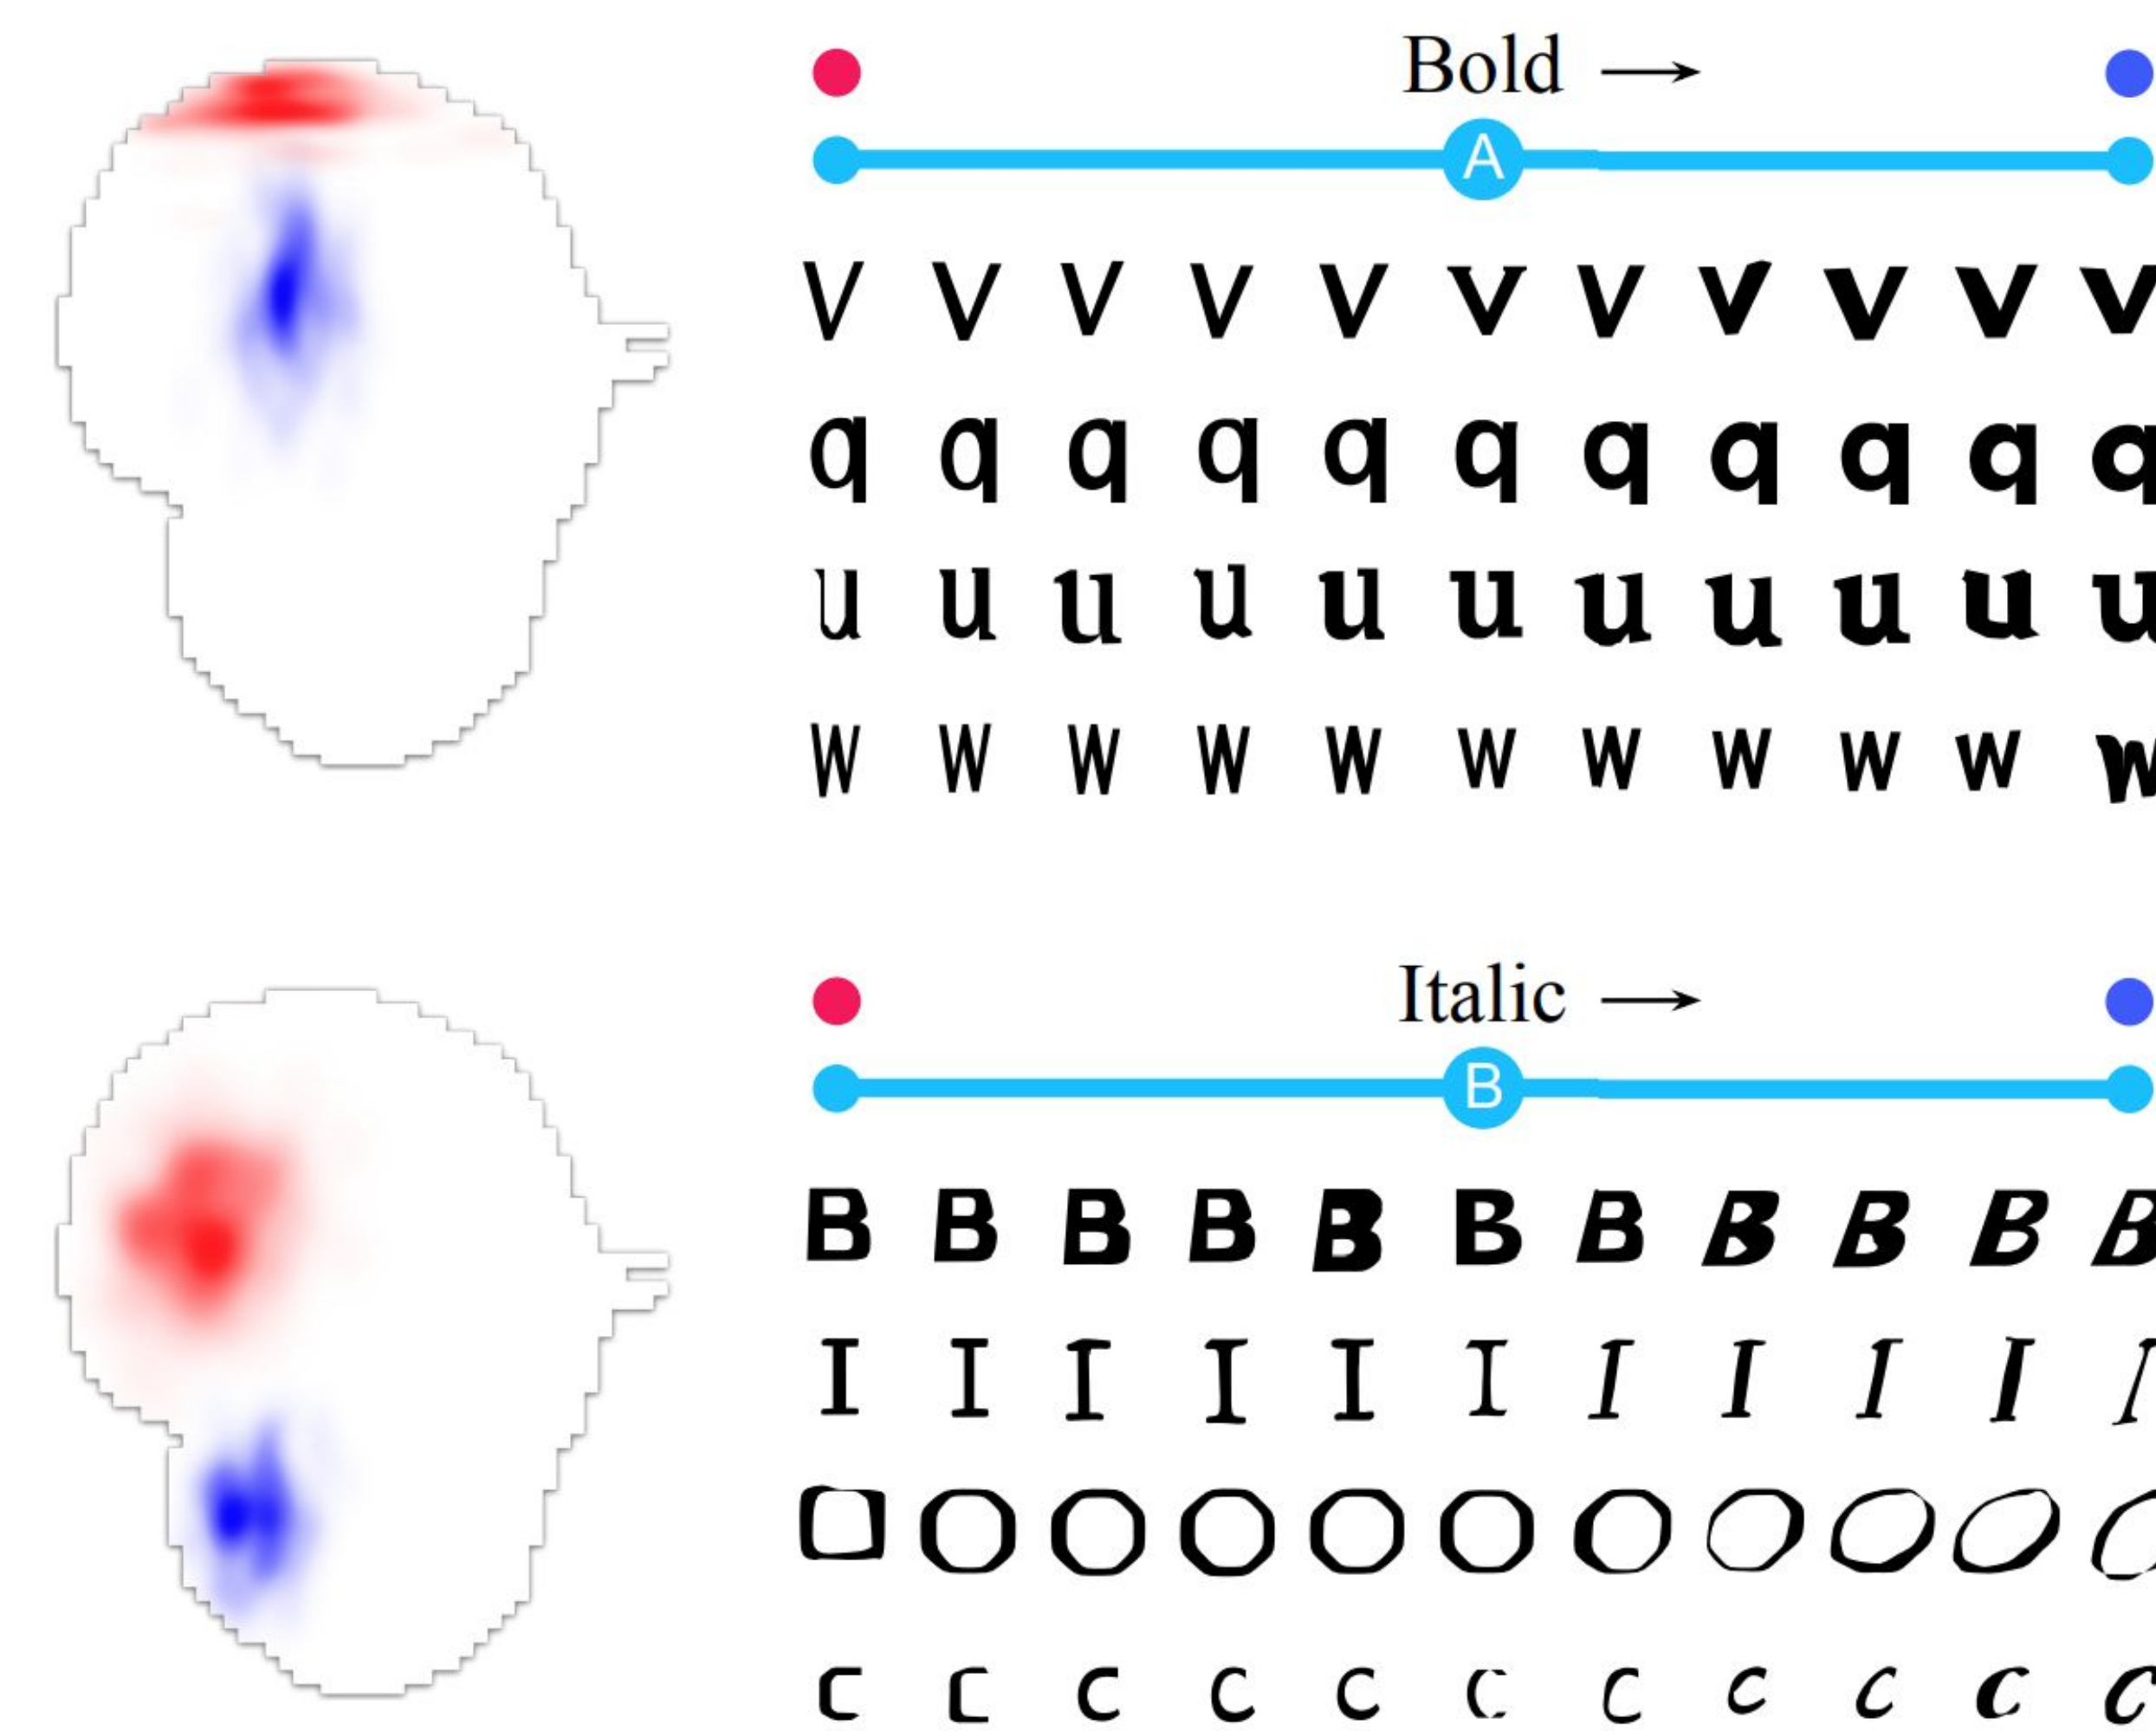 Bold
A
V V V V V V V V V V V
q q q q q q q q q q q
u u u u u u u u u u u
W W W W W W W W W W W
Italic
B
B B B B B B B B B B B
I I I I I I I I I I I
O O O O O O O O O O O
C C C C C C C C C C C